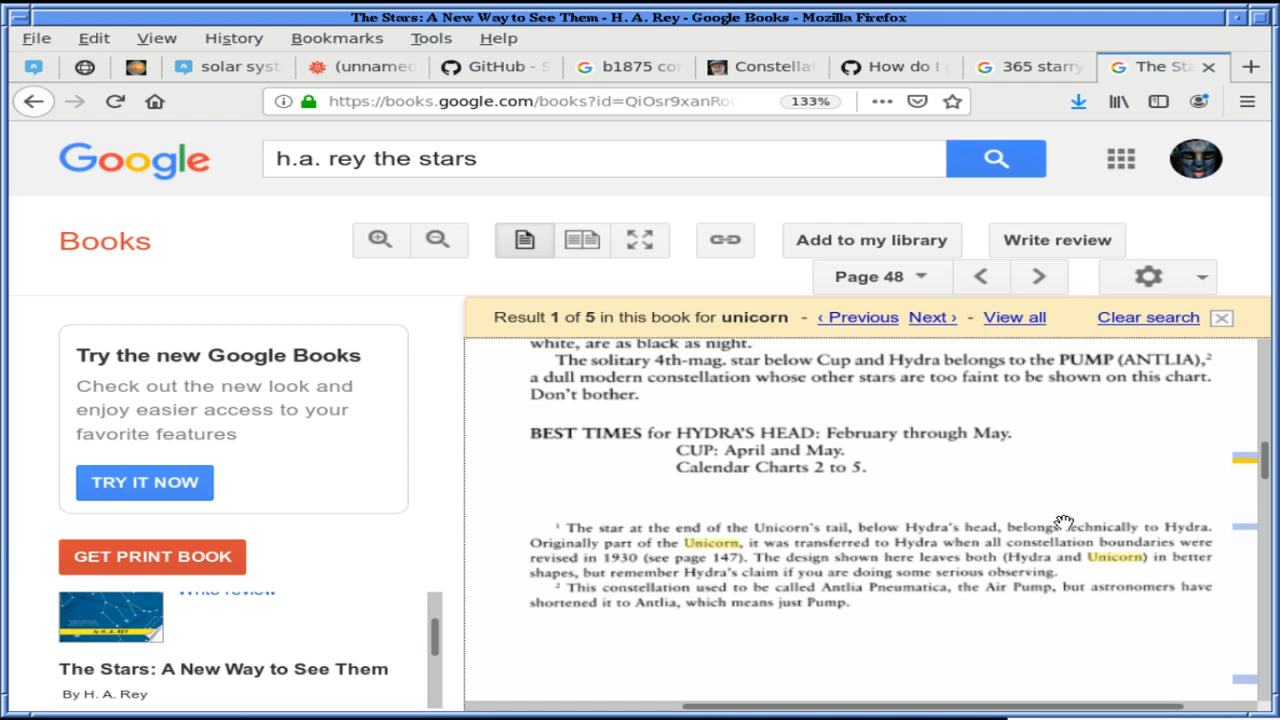 The Stars: A New Way to See Them - H. A. Rey - Google Books - Mozilla Firefox
File Edit View History Bookmarks Tools Help
solar syst (unnamed GitHub - S b1875 co Constellat How do I 365 starry The Sta
https://books.google.com/books?id=QiOsr9xanRo 133%
Google h.a. rey the stars
Books Add to my library Write review
Page 48
Result 1 of 5 in this book for unicorn - ‹ Previous Next › - View all Clear search
Try the new Google Books
Check out the new look and
enjoy easier access to your
favorite features
TRY IT NOW
GET PRINT BOOK
Write review
by H. A. REY
The Stars: A New Way to See Them
By H. A. Rey
white, are as black as night.
The solitary 4th-mag. star below Cup and Hydra belongs to the PUMP (ANTLIA),²
a dull modern constellation whose other stars are too faint to be shown on this chart.
Don't bother.
BEST TIMES for HYDRA'S HEAD: February through May.
CUP: April and May.
Calendar Charts 2 to 5.
¹ The star at the end of the Unicorn's tail, below Hydra's head, belongs technically to Hydra.
Originally part of the Unicorn, it was transferred to Hydra when all constellation boundaries were
revised in 1930 (see page 147). The design shown here leaves both (Hydra and Unicorn) in better
shapes, but remember Hydra's claim if you are doing some serious observing.
² This constellation used to be called Antlia Pneumatica, the Air Pump, but astronomers have
shortened it to Antlia, which means just Pump.